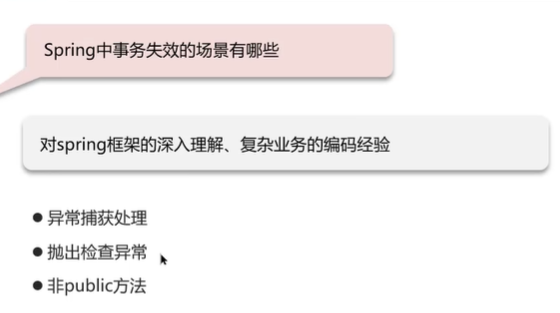 Spring中事务失效的场景有哪些
对spring框架的深入理解、复杂业务的编码经验
● 异常捕获处理
● 抛出检查异常
● 非public方法